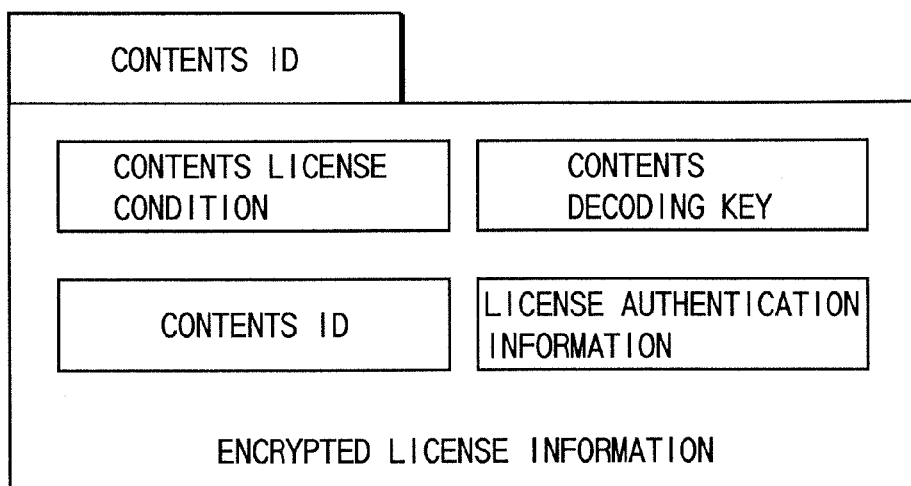 CONTENTS ID
CONTENTS LICENSE
CONDITION
CONTENTS
DECODING KEY
CONTENTS ID
LICENSE AUTHENTICATION
INFORMATION
ENCRYPTED LICENSE INFORMATION